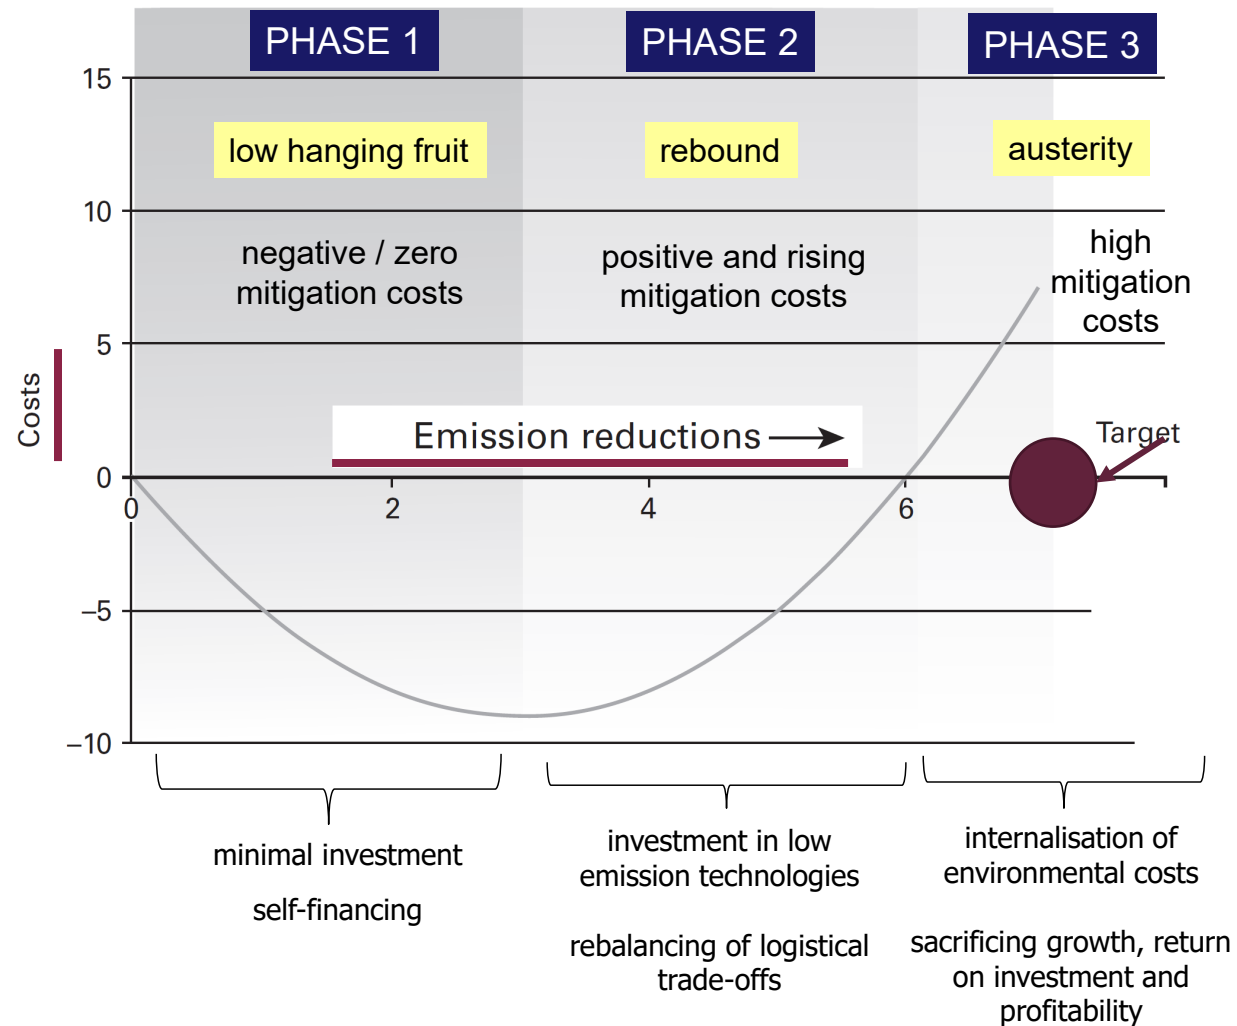 PHASE 1
PHASE 2
PHASE 3
15
low hanging fruit
rebound
austerity
10
negative / zero
mitigation costs
positive and rising
mitigation costs
high
mitigation
costs
5
Costs
Emission reductions
Target
0
0
2
4
6
–5
–10
minimal investment
self-financing
investment in low
emission technologies
rebalancing of logistical
trade-offs
internalisation of
environmental costs
sacrificing growth, return
on investment and
profitability